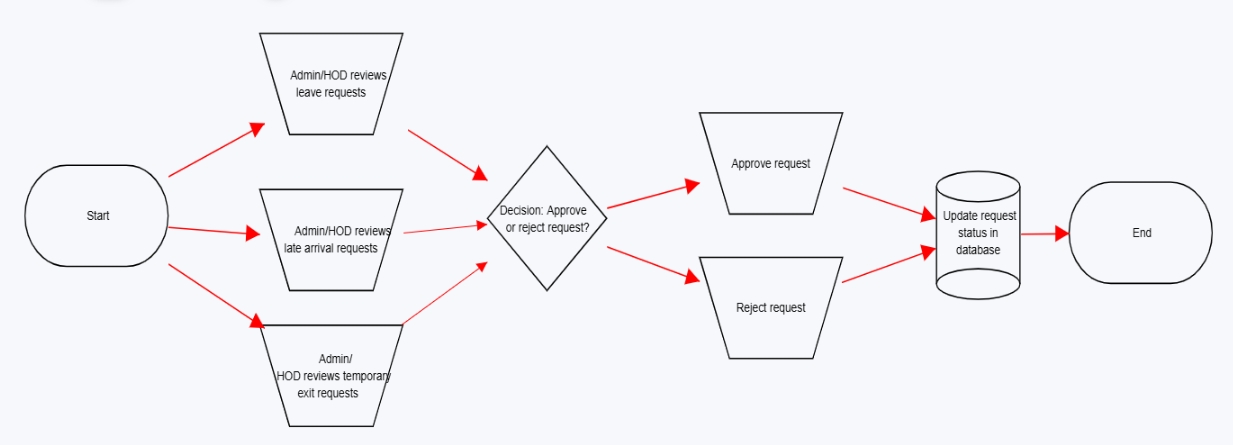 Start
Admin/HOD reviews
leave requests
Admin/HOD reviews
late arrival requests
Admin/
HOD reviews temporary
exit requests
Decision: Approve
or reject request?
Approve request
Reject request
Update request
status in
database
End